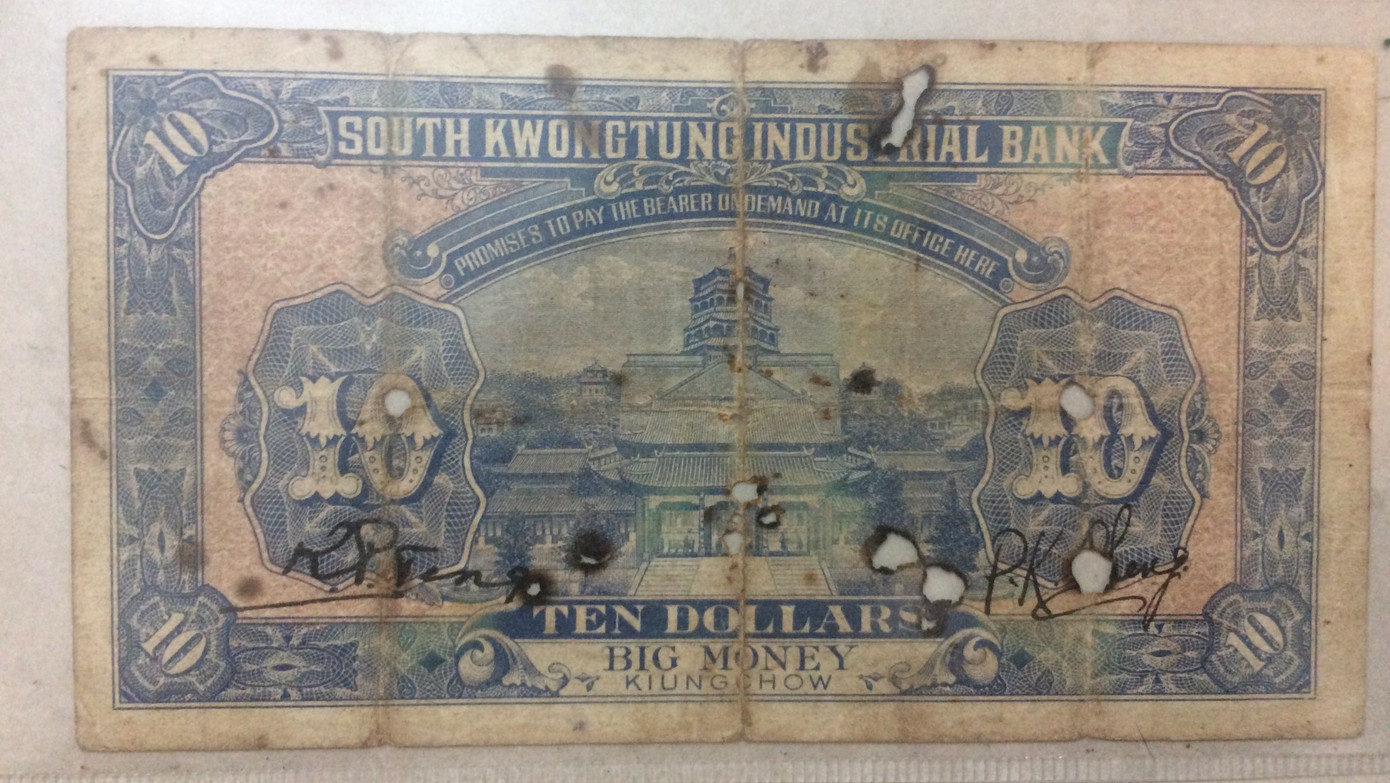 10 10
SOUTH KWONGTUNG INDUSTRIAL BANK
PROMISES TO PAY THE BEARER ON DEMAND AT ITS OFFICE HERE
10 10
P.K.
10 TEN DOLLARS 10
BIG MONEY
KIUNGCHOW